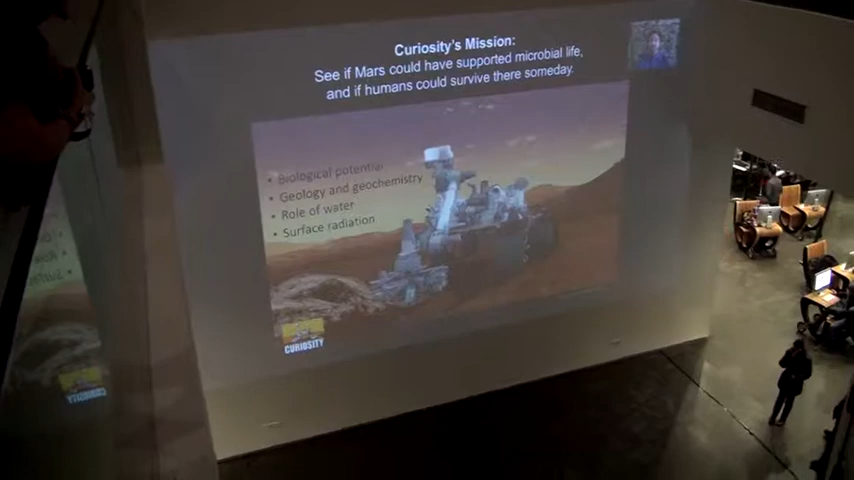 Curiosity's Mission:
See if Mars could have supported microbial life,
and if humans could survive there someday.
• Biological potential
• Geology and geochemistry
• Role of water
• Surface radiation
CURIOSITY